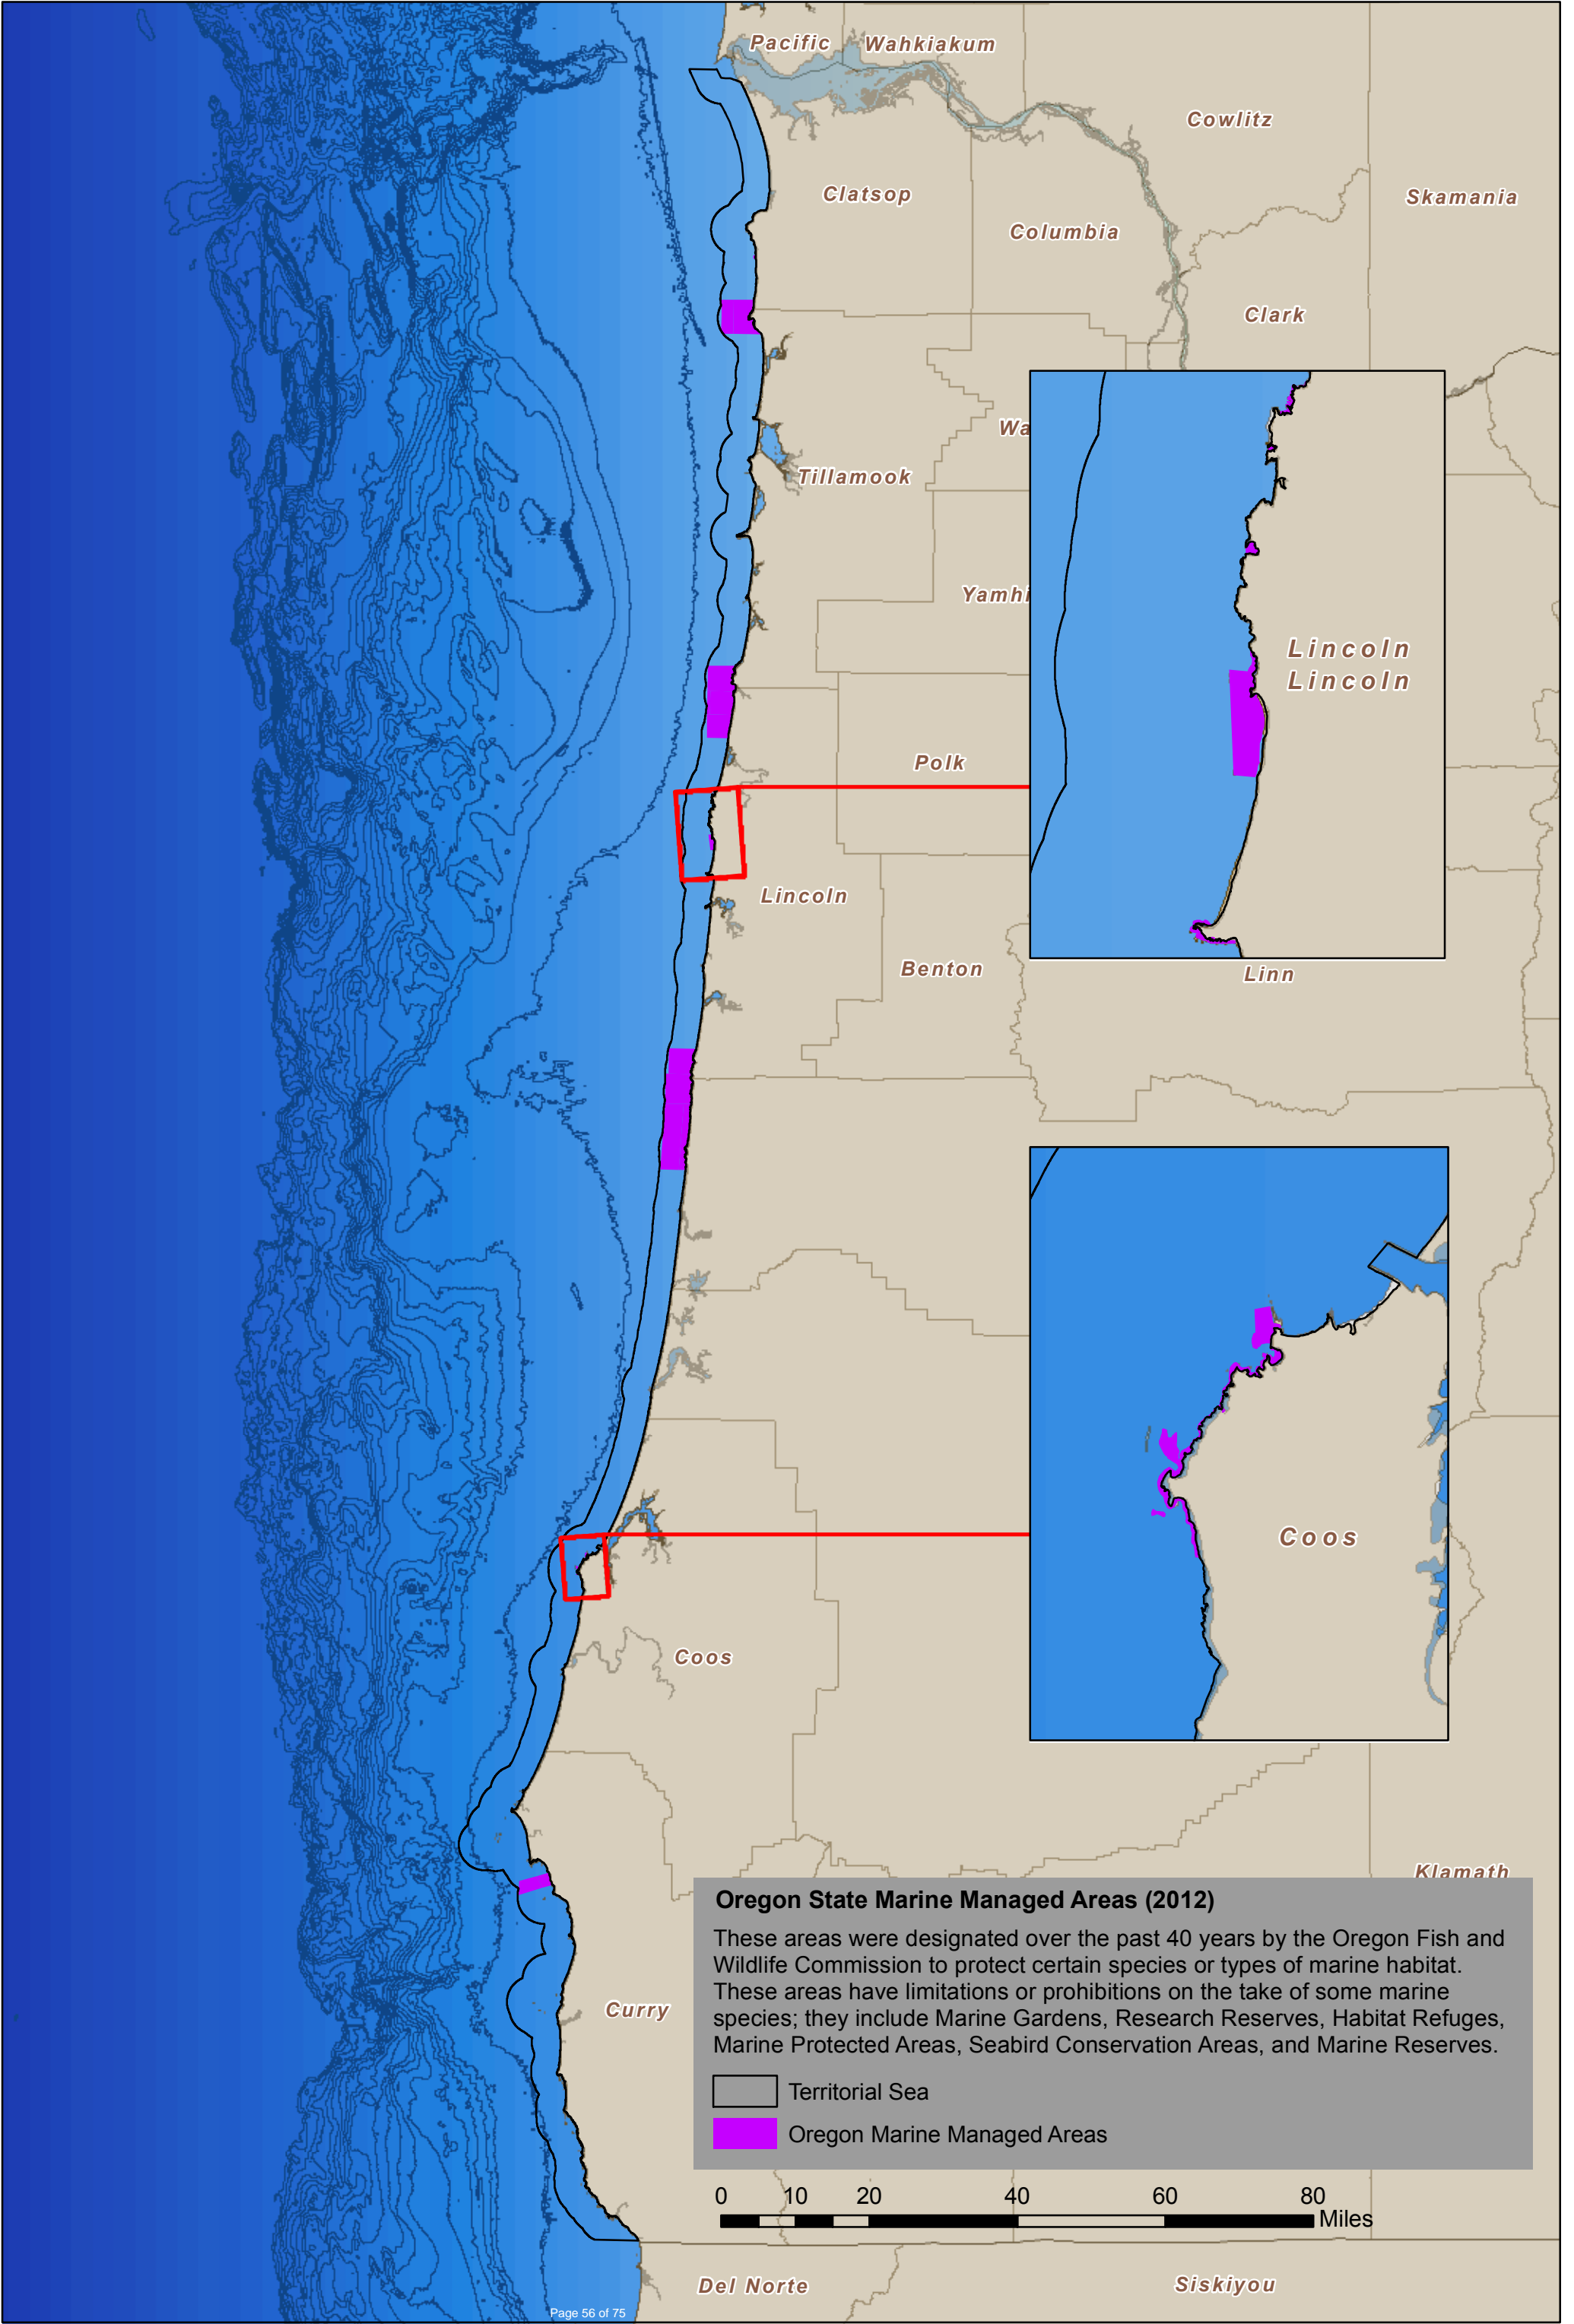 Pacific
Wahkiakum
Cowlitz
Clatsop
Skamania
Columbia
Clark
Wa
Tillamook
Yamhi
Lincoln
Lincoln
Polk
Lincoln
Benton
Linn
Coos
Coos
Klamath
Oregon State Marine Managed Areas (2012)
These areas were designated over the past 40 years by the Oregon Fish and
Wildlife Commission to protect certain species or types of marine habitat.
These areas have limitations or prohibitions on the take of some marine
species; they include Marine Gardens, Research Reserves, Habitat Refuges,
Marine Protected Areas, Seabird Conservation Areas, and Marine Reserves.
Curry
Territorial Sea
Oregon Marine Managed Areas
0 10 20 40 60 80
Miles
Del Norte
Siskiyou
Page 56 of 75